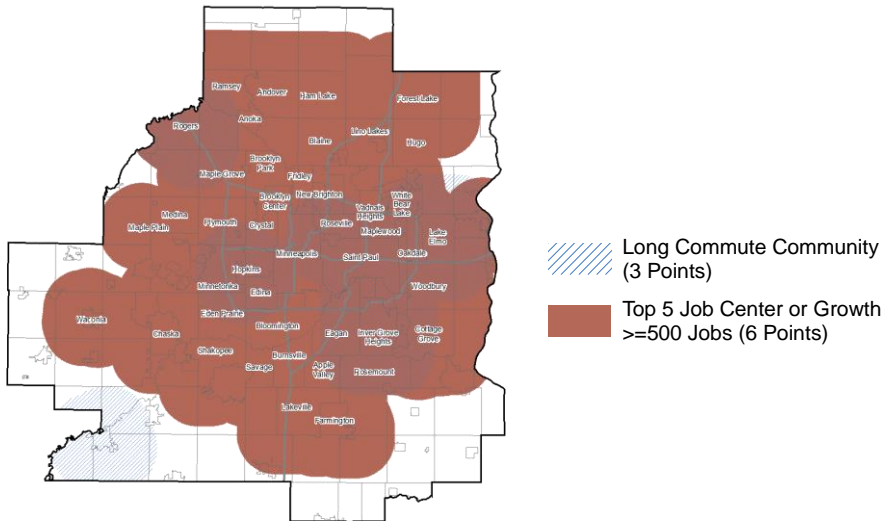 Ramsey
Andover
Ham Lake
Forest Lake
Anoka
Rogers
Lino Lakes
Blaine
Hugo
Brooklyn
Park
Fridley
Maple Grove
Brooklyn
Center
New Brighton
White
Bear
Lake
Vadnais
Heights
Medina
Maple Plain
Plymouth
Crystal
Roseville
Maplewood
Lake
Elmo
Minneapolis
Saint Paul
Oakdale
Hopkins
Minnetonka
Edina
Woodbury
Eden Prairie
Waconia
Chaska
Bloomington
Eagan
Inver Grove
Heights
Cottage
Grove
Shakopee
Burnsville
Savage
Apple
Valley
Rosemount
Lakeville
Farmington
Long Commute Community
(3 Points)
Top 5 Job Center or Growth
>=500 Jobs (6 Points)